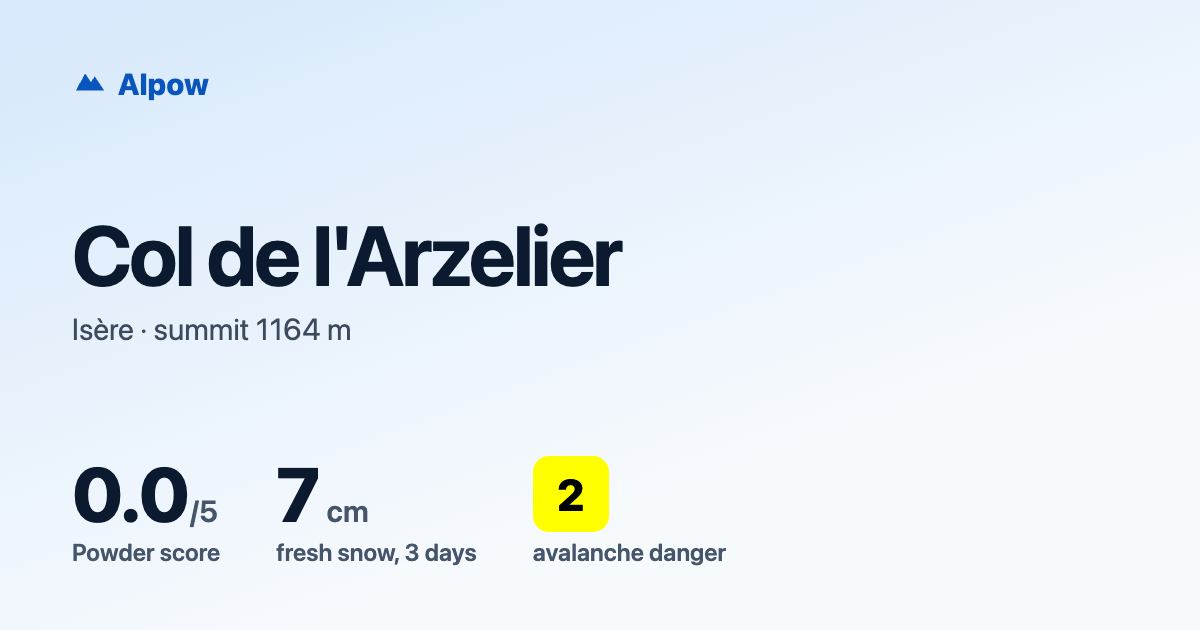 Alpow
Col de l'Arzelier
Isère · summit 1164 m
0.0/5
Powder score
7 cm
fresh snow, 3 days
2
avalanche danger